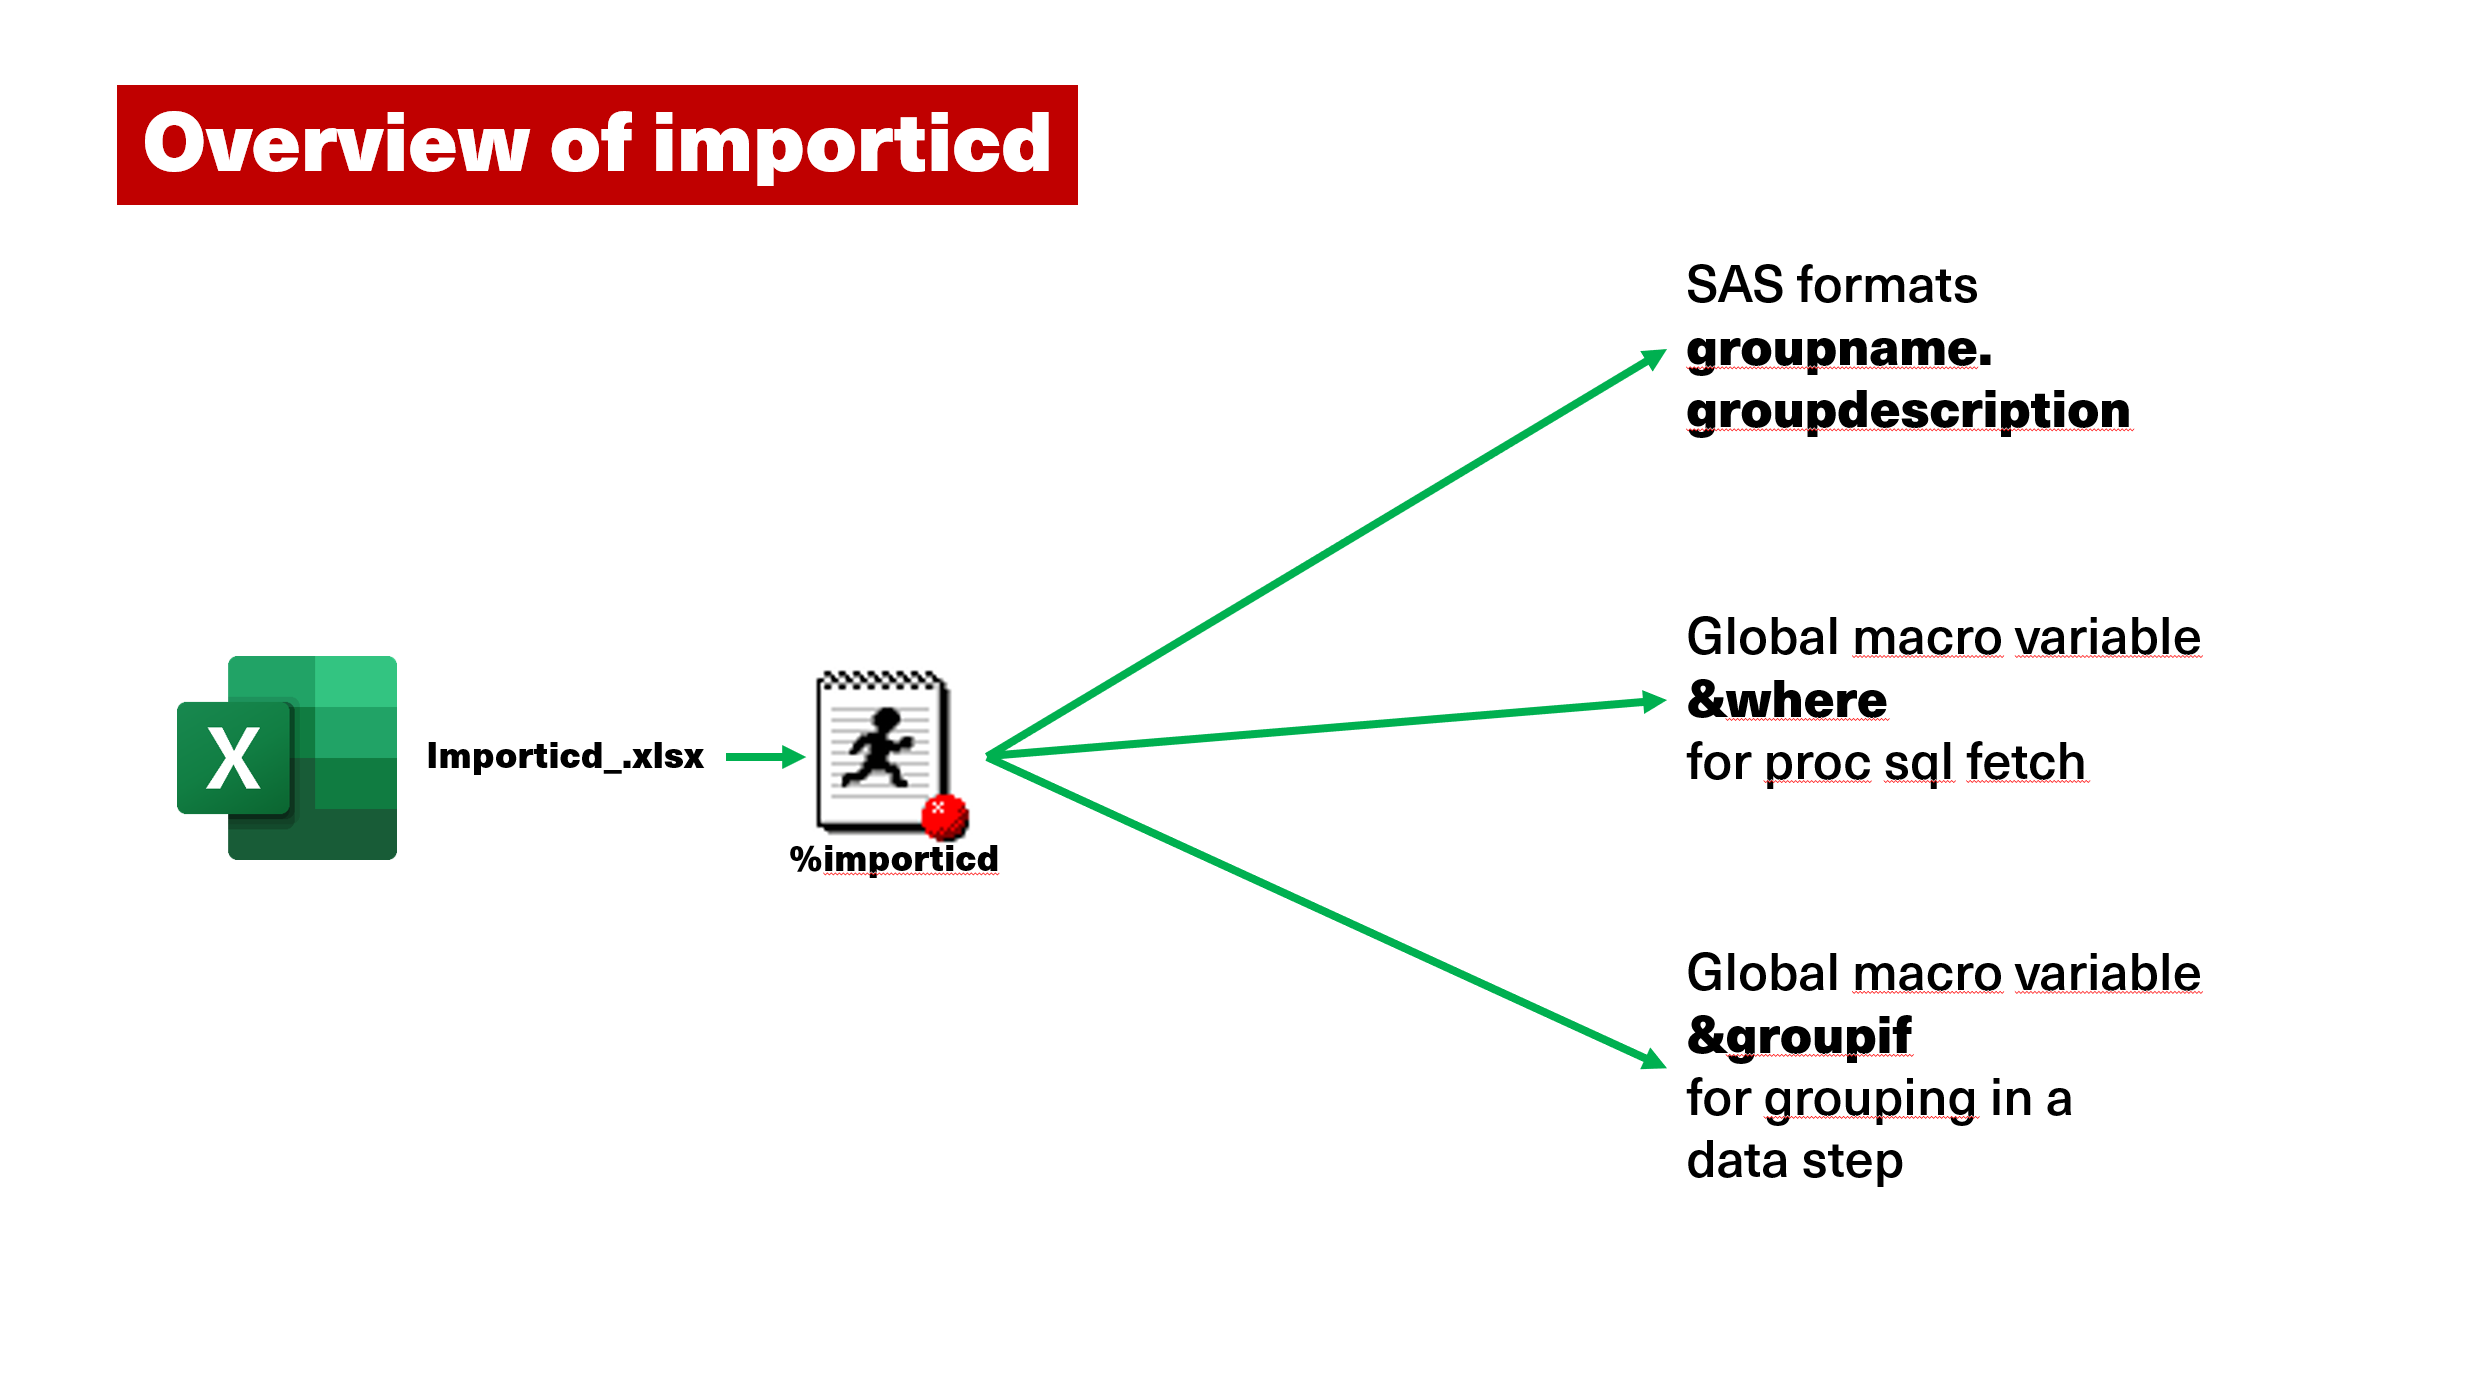 Overview of importicd
SAS formats
groupname.
groupdescription
Global macro variable
&where
for proc sql fetch
X
Importicd_.xlsx
%importicd
Global macro variable
&groupif
for grouping in a
data step